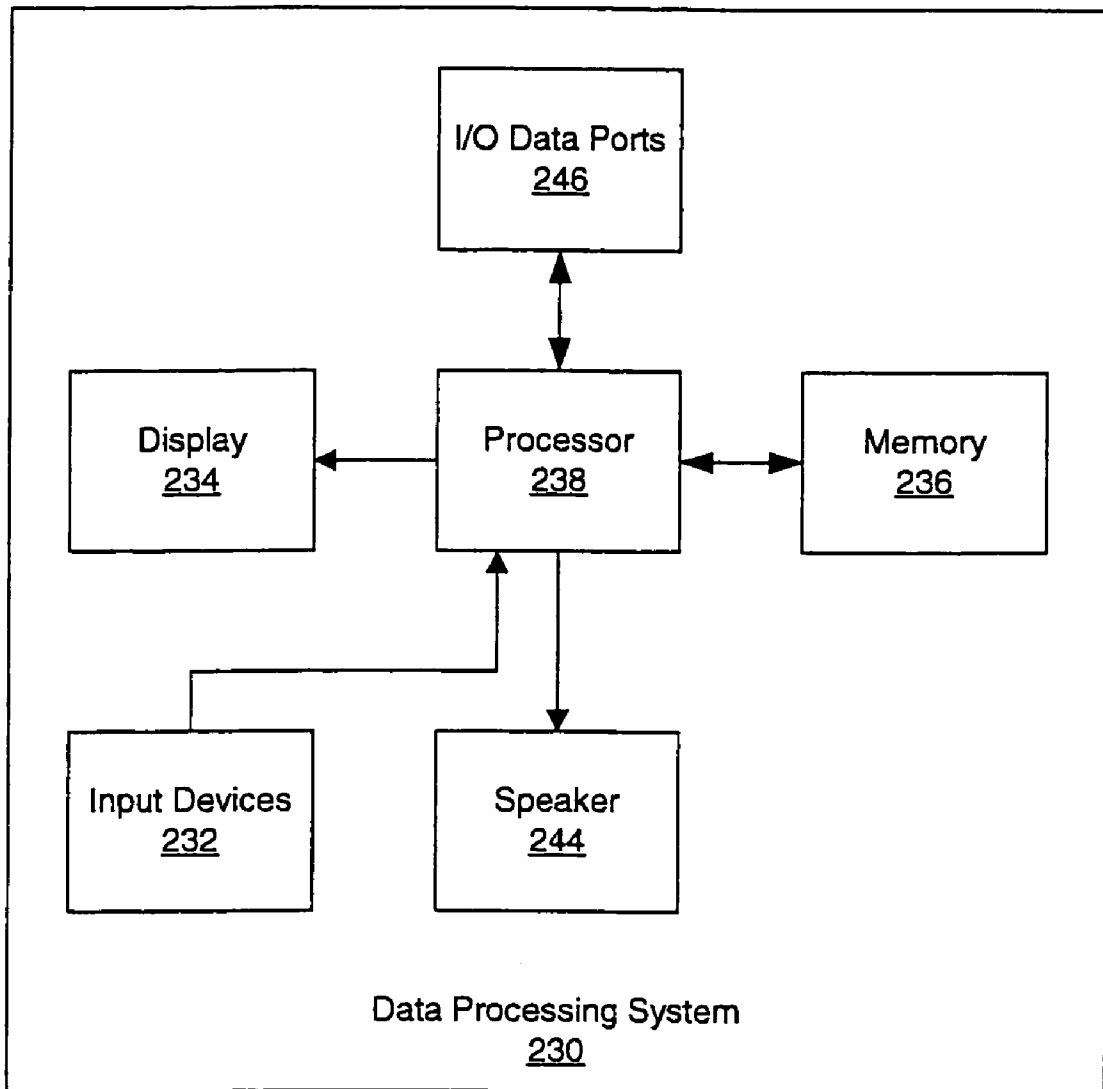 I/O Data Ports
246
Display
234
Processor
238
Memory
236
Input Devices
232
Speaker
244
Data Processing System
230